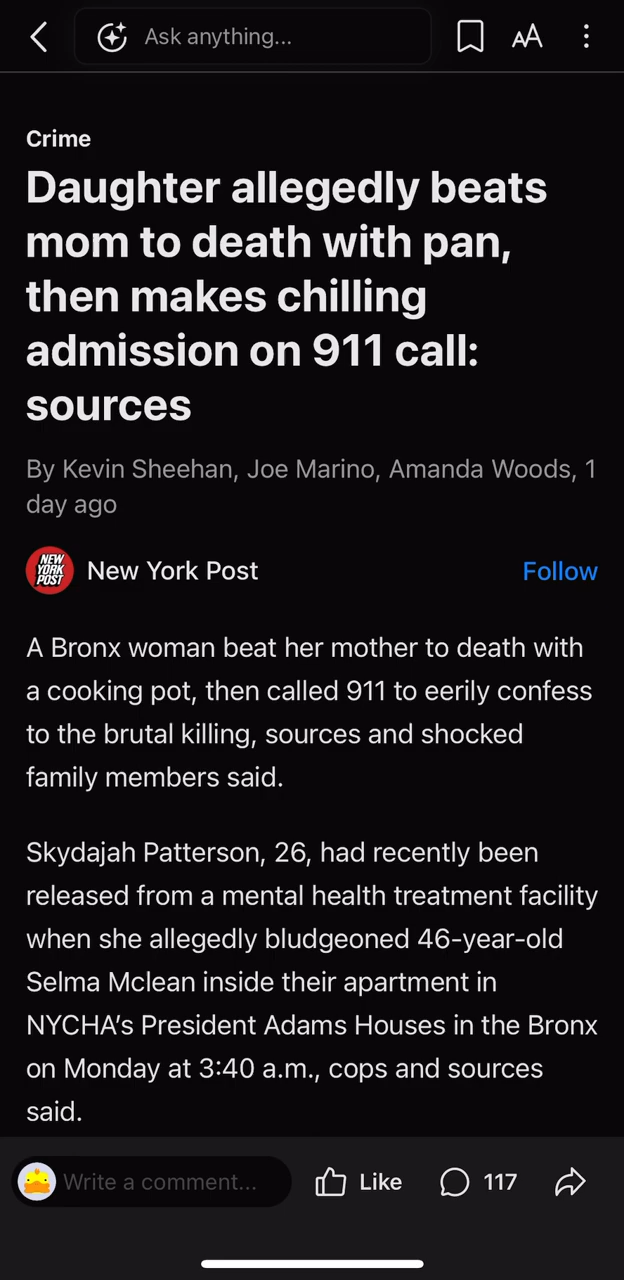 Ask anything...
AA
Crime
Daughter allegedly beats
mom to death with pan,
then makes chilling
admission on 911 call:
sources
By Kevin Sheehan, Joe Marino, Amanda Woods, 1
day ago
NEW
YORK
POST
New York Post
Follow
A Bronx woman beat her mother to death with
a cooking pot, then called 911 to eerily confess
to the brutal killing, sources and shocked
family members said.
Skydajah Patterson, 26, had recently been
released from a mental health treatment facility
when she allegedly bludgeoned 46-year-old
Selma Mclean inside their apartment in
NYCHA’s President Adams Houses in the Bronx
on Monday at 3:40 a.m., cops and sources
said.
Write a comment...
Like
117